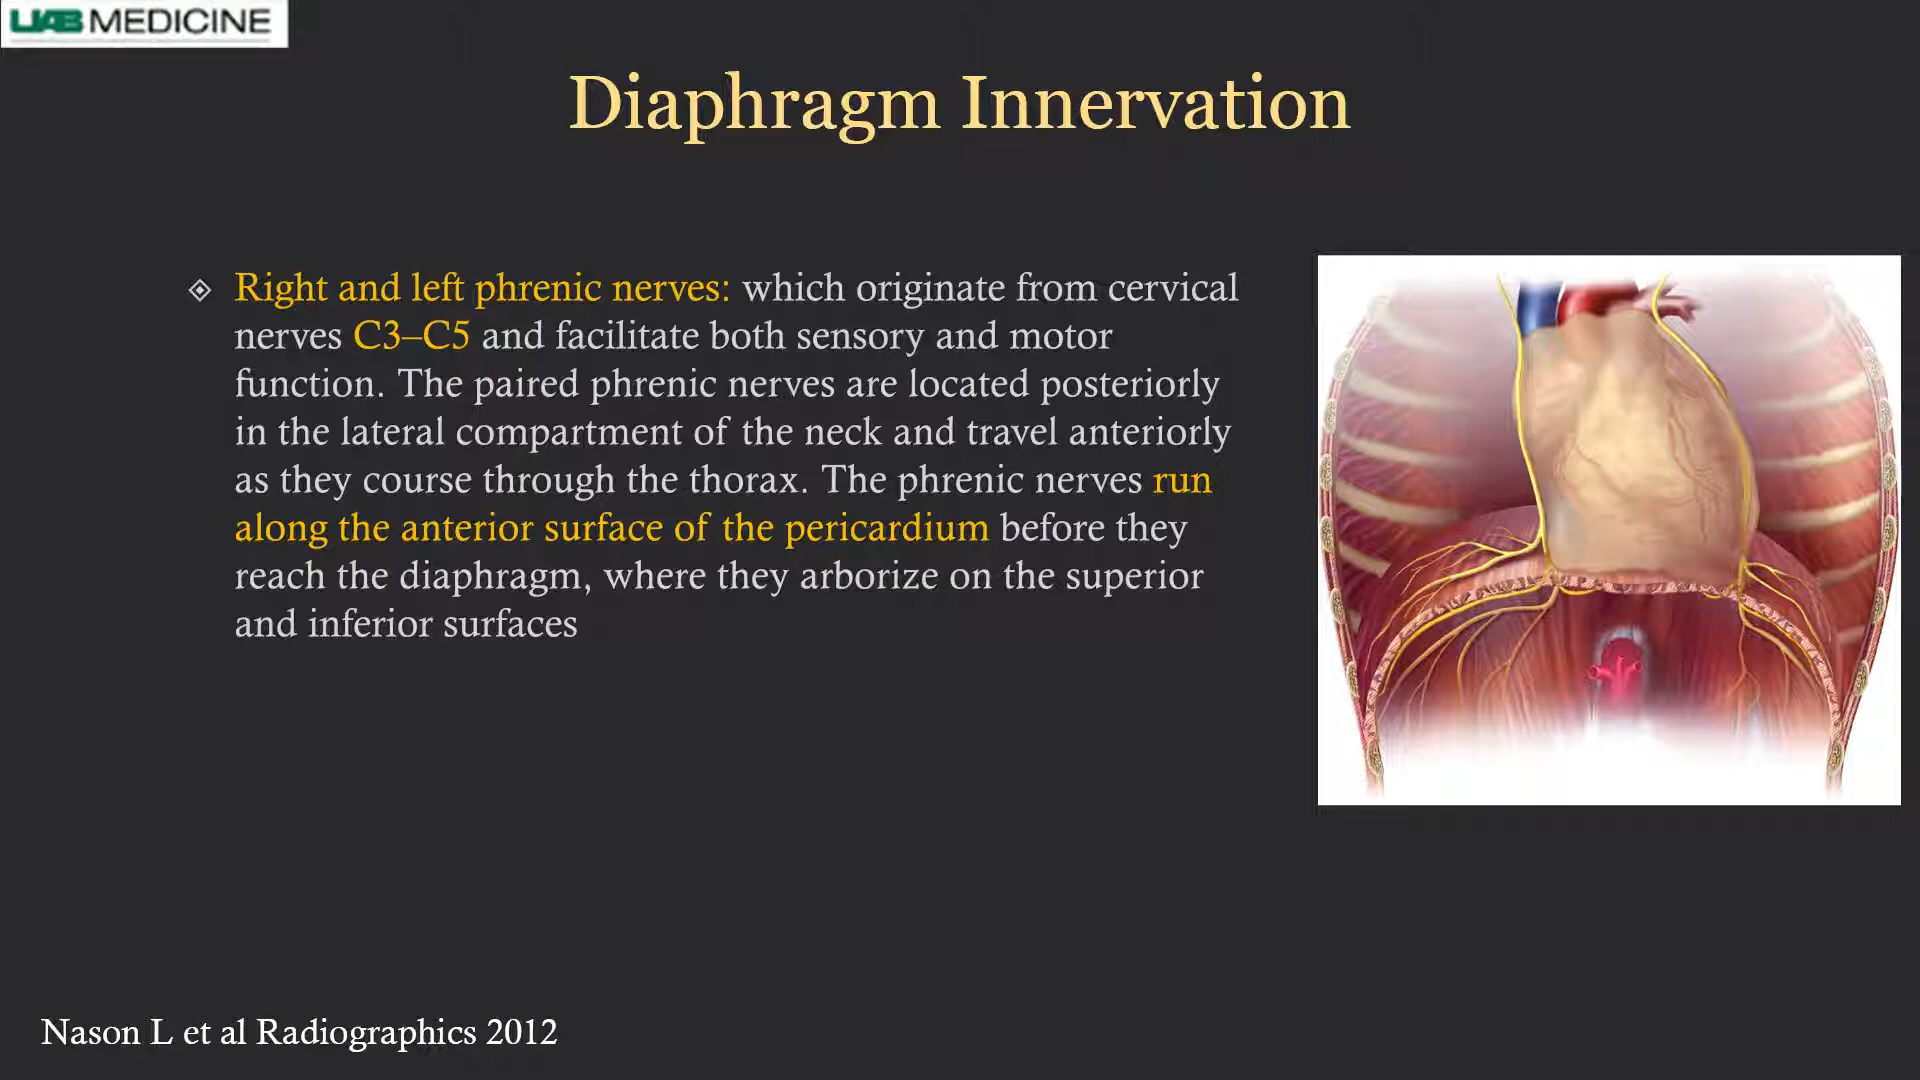 UAB MEDICINE
Diaphragm Innervation
Right and left phrenic nerves: which originate from cervical
nerves C3–C5 and facilitate both sensory and motor
function. The paired phrenic nerves are located posteriorly
in the lateral compartment of the neck and travel anteriorly
as they course through the thorax. The phrenic nerves run
along the anterior surface of the pericardium before they
reach the diaphragm, where they arborize on the superior
and inferior surfaces
Nason L et al Radiographics 2012